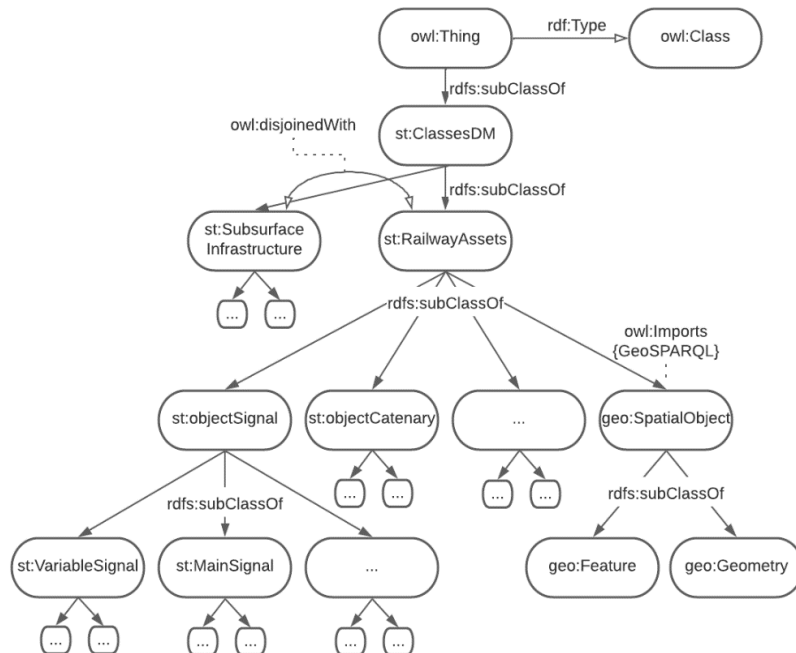 owl:Thing
rdf:Type
owl:Class
rdfs:subClassOf
owl:disjoinedWith
st:ClassesDM
rdfs:subClassOf
st:Subsurface
Infrastructure
st:RailwayAssets
...
...
rdfs:subClassOf
owl:Imports
{GeoSPARQL}
st:objectSignal
st:objectCatenary
...
geo:SpatialObject
...
...
...
...
rdfs:subClassOf
rdfs:subClassOf
st:VariableSignal
st:MainSignal
...
geo:Feature
geo:Geometry
...
...
...
...
...
...